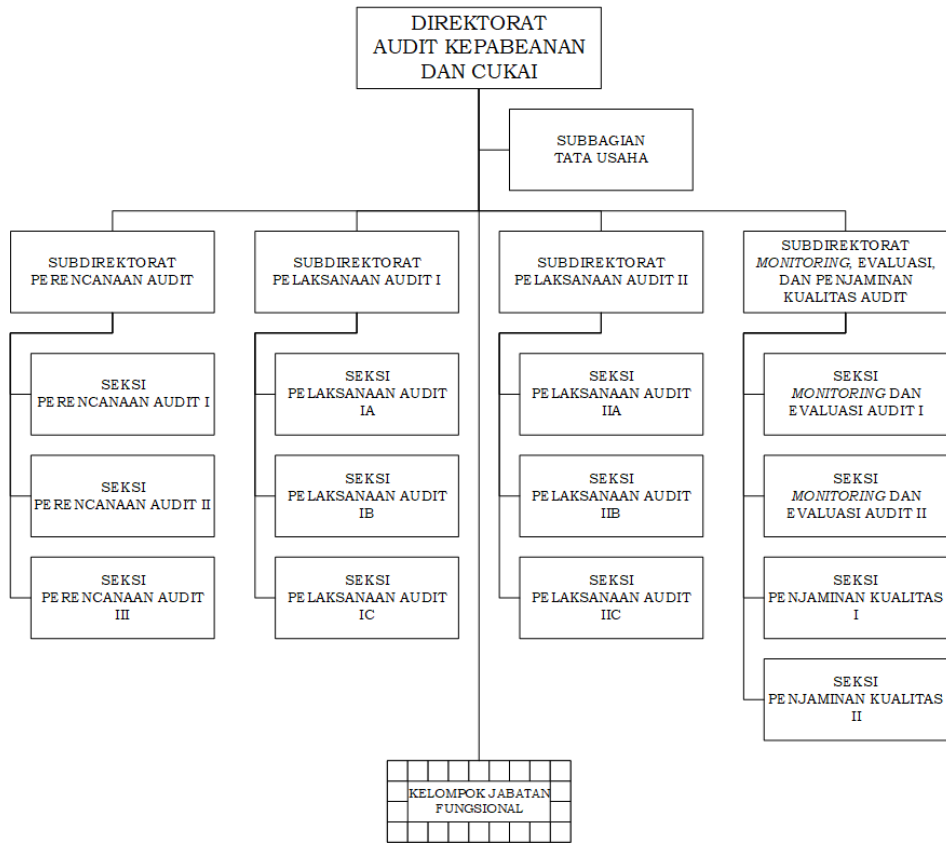 DIREKTORAT
AUDIT KEPABEANAN
DAN CUKAI
SUBBAGIAN
TATA USAHA
SUBDIREKTORAT
PERENCANAAN AUDIT
SUBDIREKTORAT
PELAKSANAAN AUDIT I
SUBDIREKTORAT
PELAKSANAAN AUDIT II
SUBDIREKTORAT
MONITORING, EVALUASI,
DAN PENJAMINAN
KUALITAS AUDIT
SEKSI
PERENCANAAN AUDIT I
SEKSI
PELAKSANAAN AUDIT
IA
SEKSI
PELAKSANAAN AUDIT
IIA
SEKSI
MONITORING DAN
EVALUASI AUDIT I
SEKSI
PERENCANAAN AUDIT II
SEKSI
PELAKSANAAN AUDIT
IB
SEKSI
PELAKSANAAN AUDIT
IIB
SEKSI
MONITORING DAN
EVALUASI AUDIT II
SEKSI
PERENCANAAN AUDIT
III
SEKSI
PELAKSANAAN AUDIT
IC
SEKSI
PELAKSANAAN AUDIT
IIC
SEKSI
PENJAMINAN KUALITAS
I
SEKSI
PENJAMINAN KUALITAS
II
KELOMPOK JABATAN
FUNGSIONAL